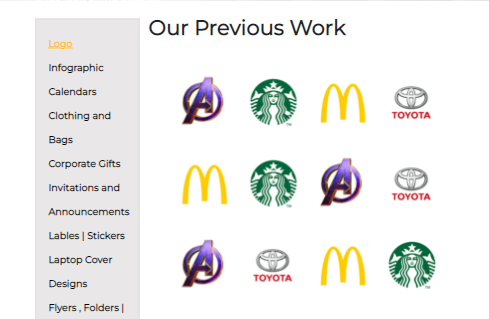 Our Previous Work
Logo
Infographic
Calendars
Clothing and
Bags
Corporate Gifts
Invitations and
Announcements
Lables | Stickers
Laptop Cover
Designs
Flyers , Folders |
TOYOTA
TOYOTA
TOYOTA